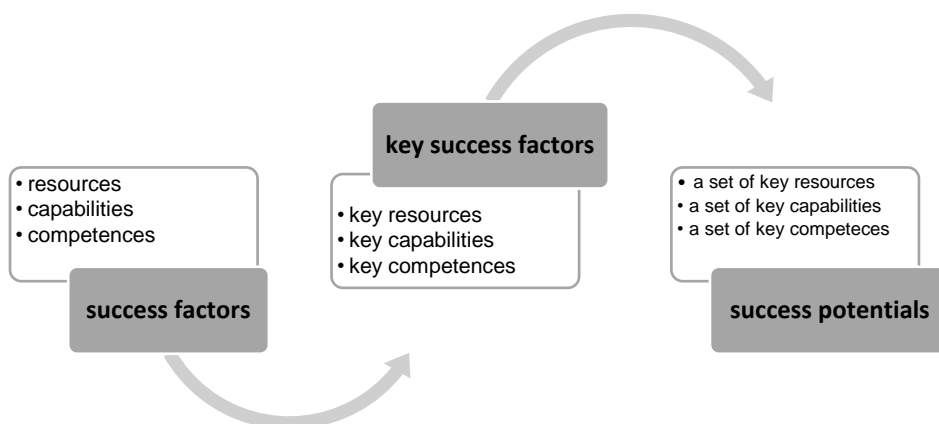 • resources
• capabilities
• competences
success factors
key success factors
• key resources
• key capabilities
• key competences
• a set of key resources
• a set of key capabilities
• a set of key competeces
success potentials